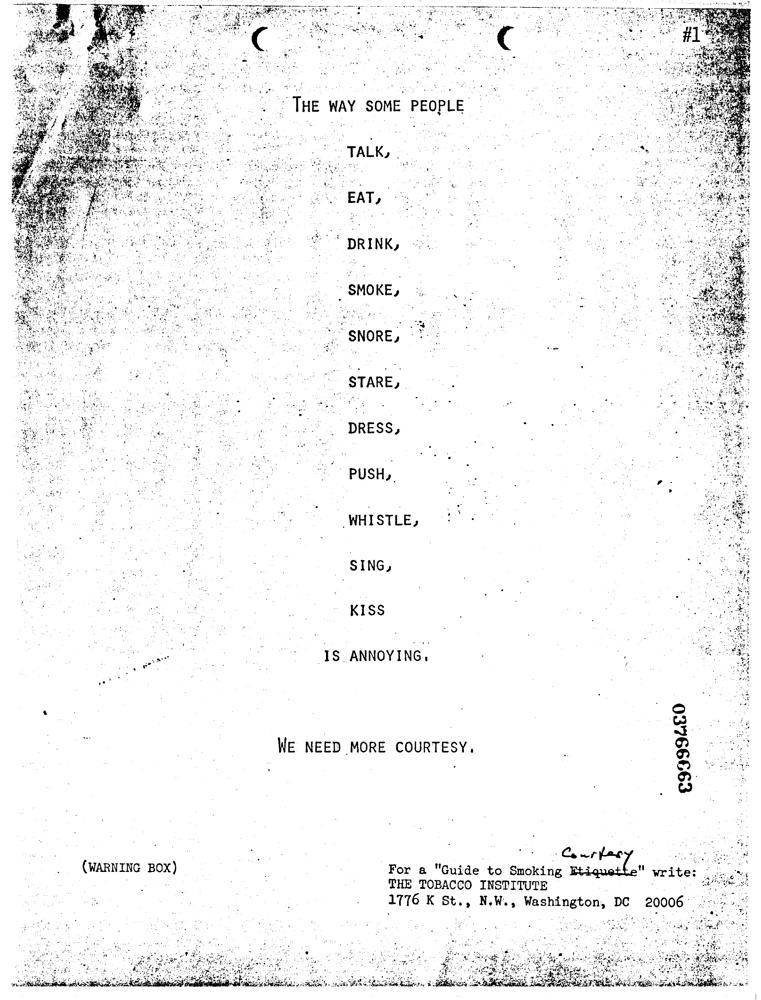 #1
THE WAY SOME PEOPLE
TALK,
EAT,
DRINK,
SMOKE,
SNORE,
STARE,
DRESS,
PUSH,
WHISTLE,
SING,
KISS
IS ANNOYING.
WE NEED MORE COURTESY.
03766663
(WARNING BOX)
Courtesy
For a "Guide to Smoking Etiquette" write:
THE TOBACCO INSTITUTE
1776 K St., N.W., Washington, DC 20006